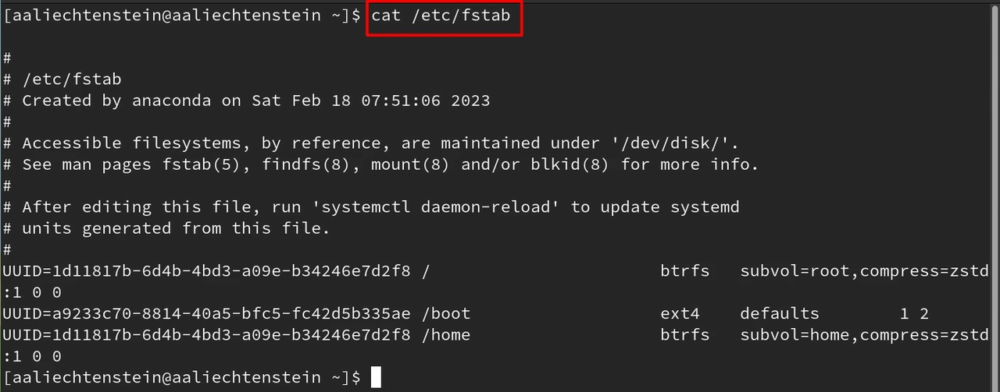 [aaliechtenstein@aaliechtenstein ~]$ cat /etc/fstab

#
# /etc/fstab
# Created by anaconda on Sat Feb 18 07:51:06 2023
#
# Accessible filesystems, by reference, are maintained under '/dev/disk/'.
# See man pages fstab(5), findfs(8), mount(8) and/or blkid(8) for more info.
#
# After editing this file, run 'systemctl daemon-reload' to update systemd
# units generated from this file.
#
UUID=1d11817b-6d4b-4bd3-a09e-b34246e7d2f8 /                       btrfs   subvol=root,compress=zstd
:1 0 0
UUID=a9233c70-8814-40a5-bfc5-fc42d5b335ae /boot                   ext4    defaults        1 2
UUID=1d11817b-6d4b-4bd3-a09e-b34246e7d2f8 /home                   btrfs   subvol=home,compress=zstd
:1 0 0
[aaliechtenstein@aaliechtenstein ~]$